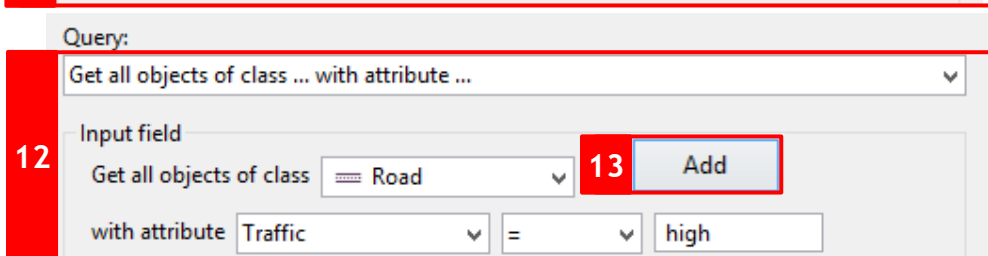 Query:
Get all objects of class ... with attribute ...
Input field
12
Get all objects of class Road 13 Add
with attribute Traffic = high